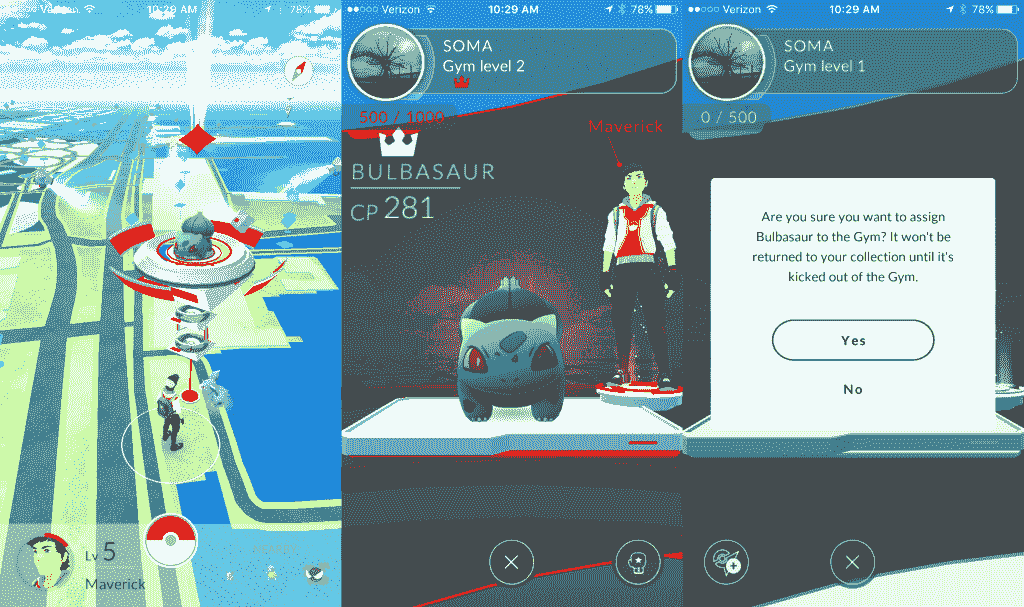 Verizon 10:29 AM 78%
Lv 5
Maverick
Verizon 10:29 AM 78%
SOMA
Gym level 2
500 / 1000
Maverick
BULBASAUR
CP 281
Verizon 10:29 AM 78%
SOMA
Gym level 1
0 / 500
Are you sure you want to assign
Bulbasaur to the Gym? It won't be
returned to your collection until it's
kicked out of the Gym.
Yes
No